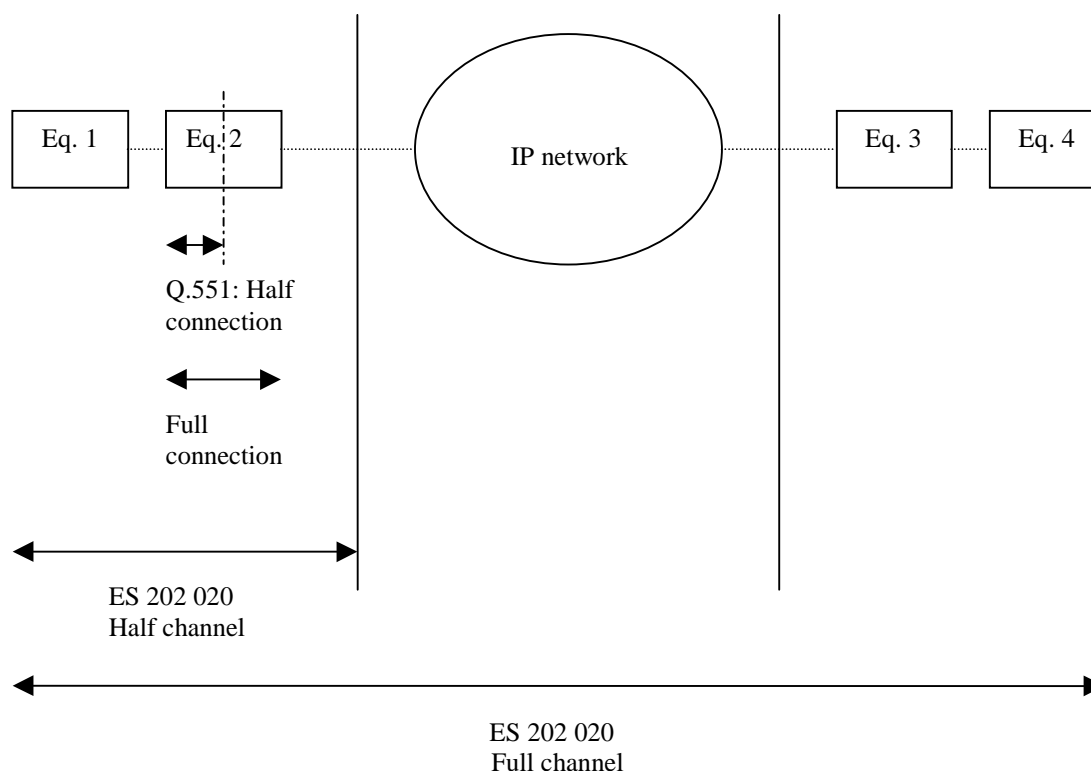 Eq. 1
Eq. 2
IP network
Eq. 3
Eq. 4
Q.551: Half
connection
Full
connection
ES 202 020
Half channel
ES 202 020
Full channel